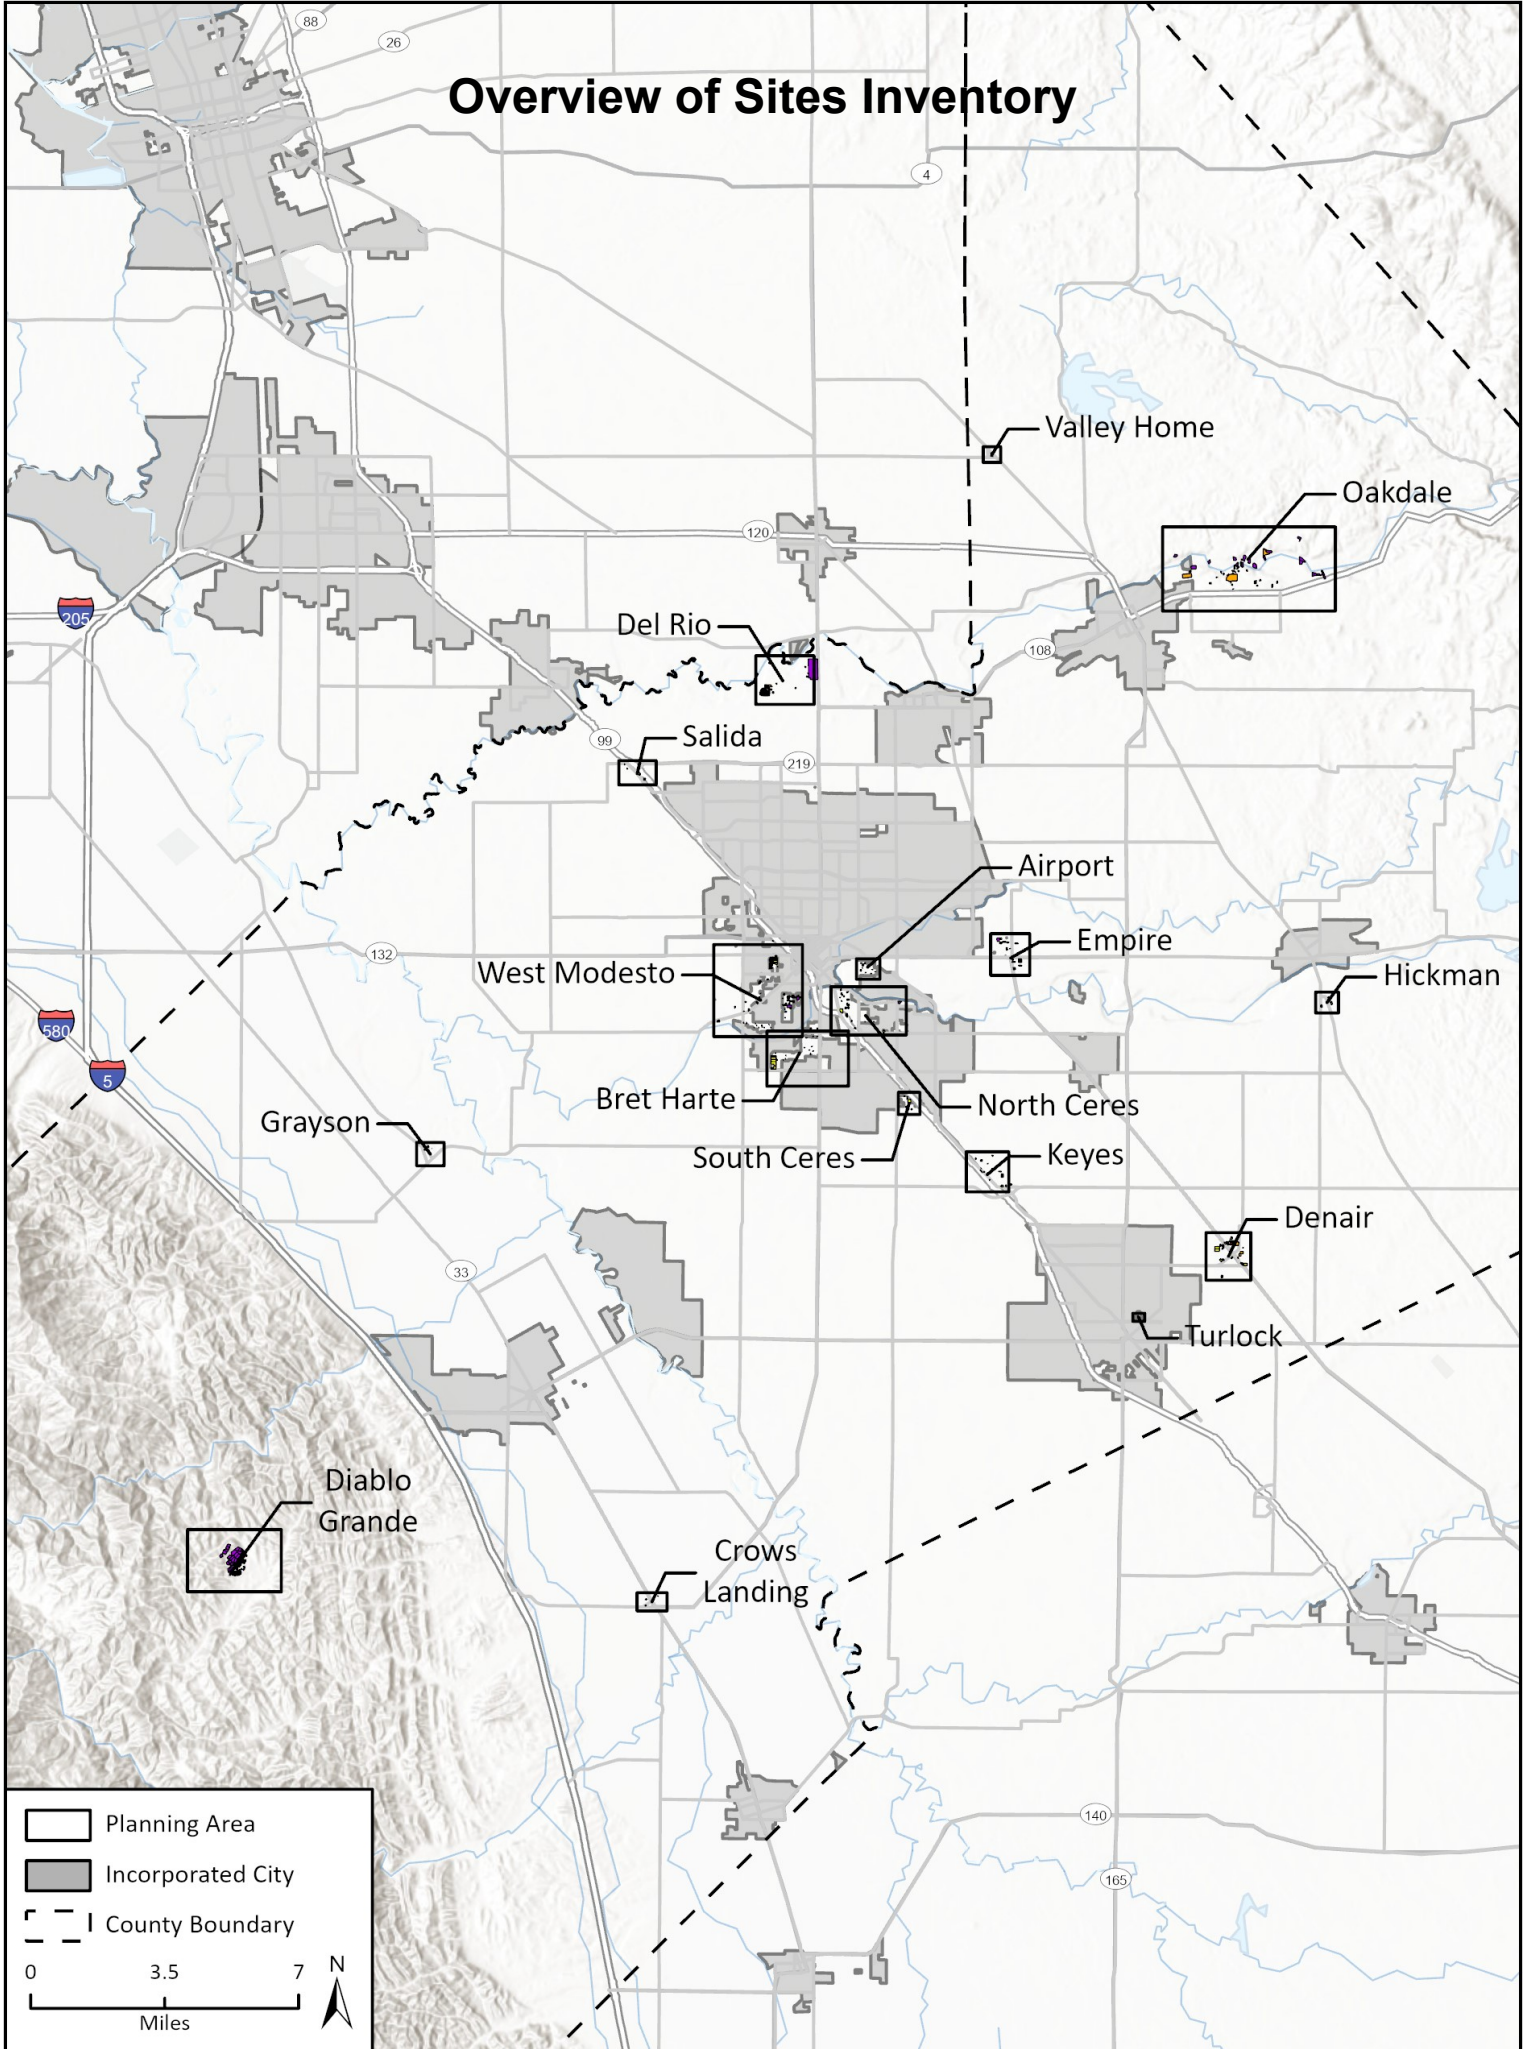 88
26
Overview of Sites Inventory
4
Valley Home
Oakdale
120
205
Del Rio
108
Salida
99
219
Airport
Empire
132
West Modesto
Hickman
580
5
Bret Harte
North Ceres
Grayson
South Ceres
Keyes
Denair
33
Turlock
Diablo
Grande
Crows
Landing
140
165
Planning Area
Incorporated City
County Boundary
0 3.5 7
Miles
N